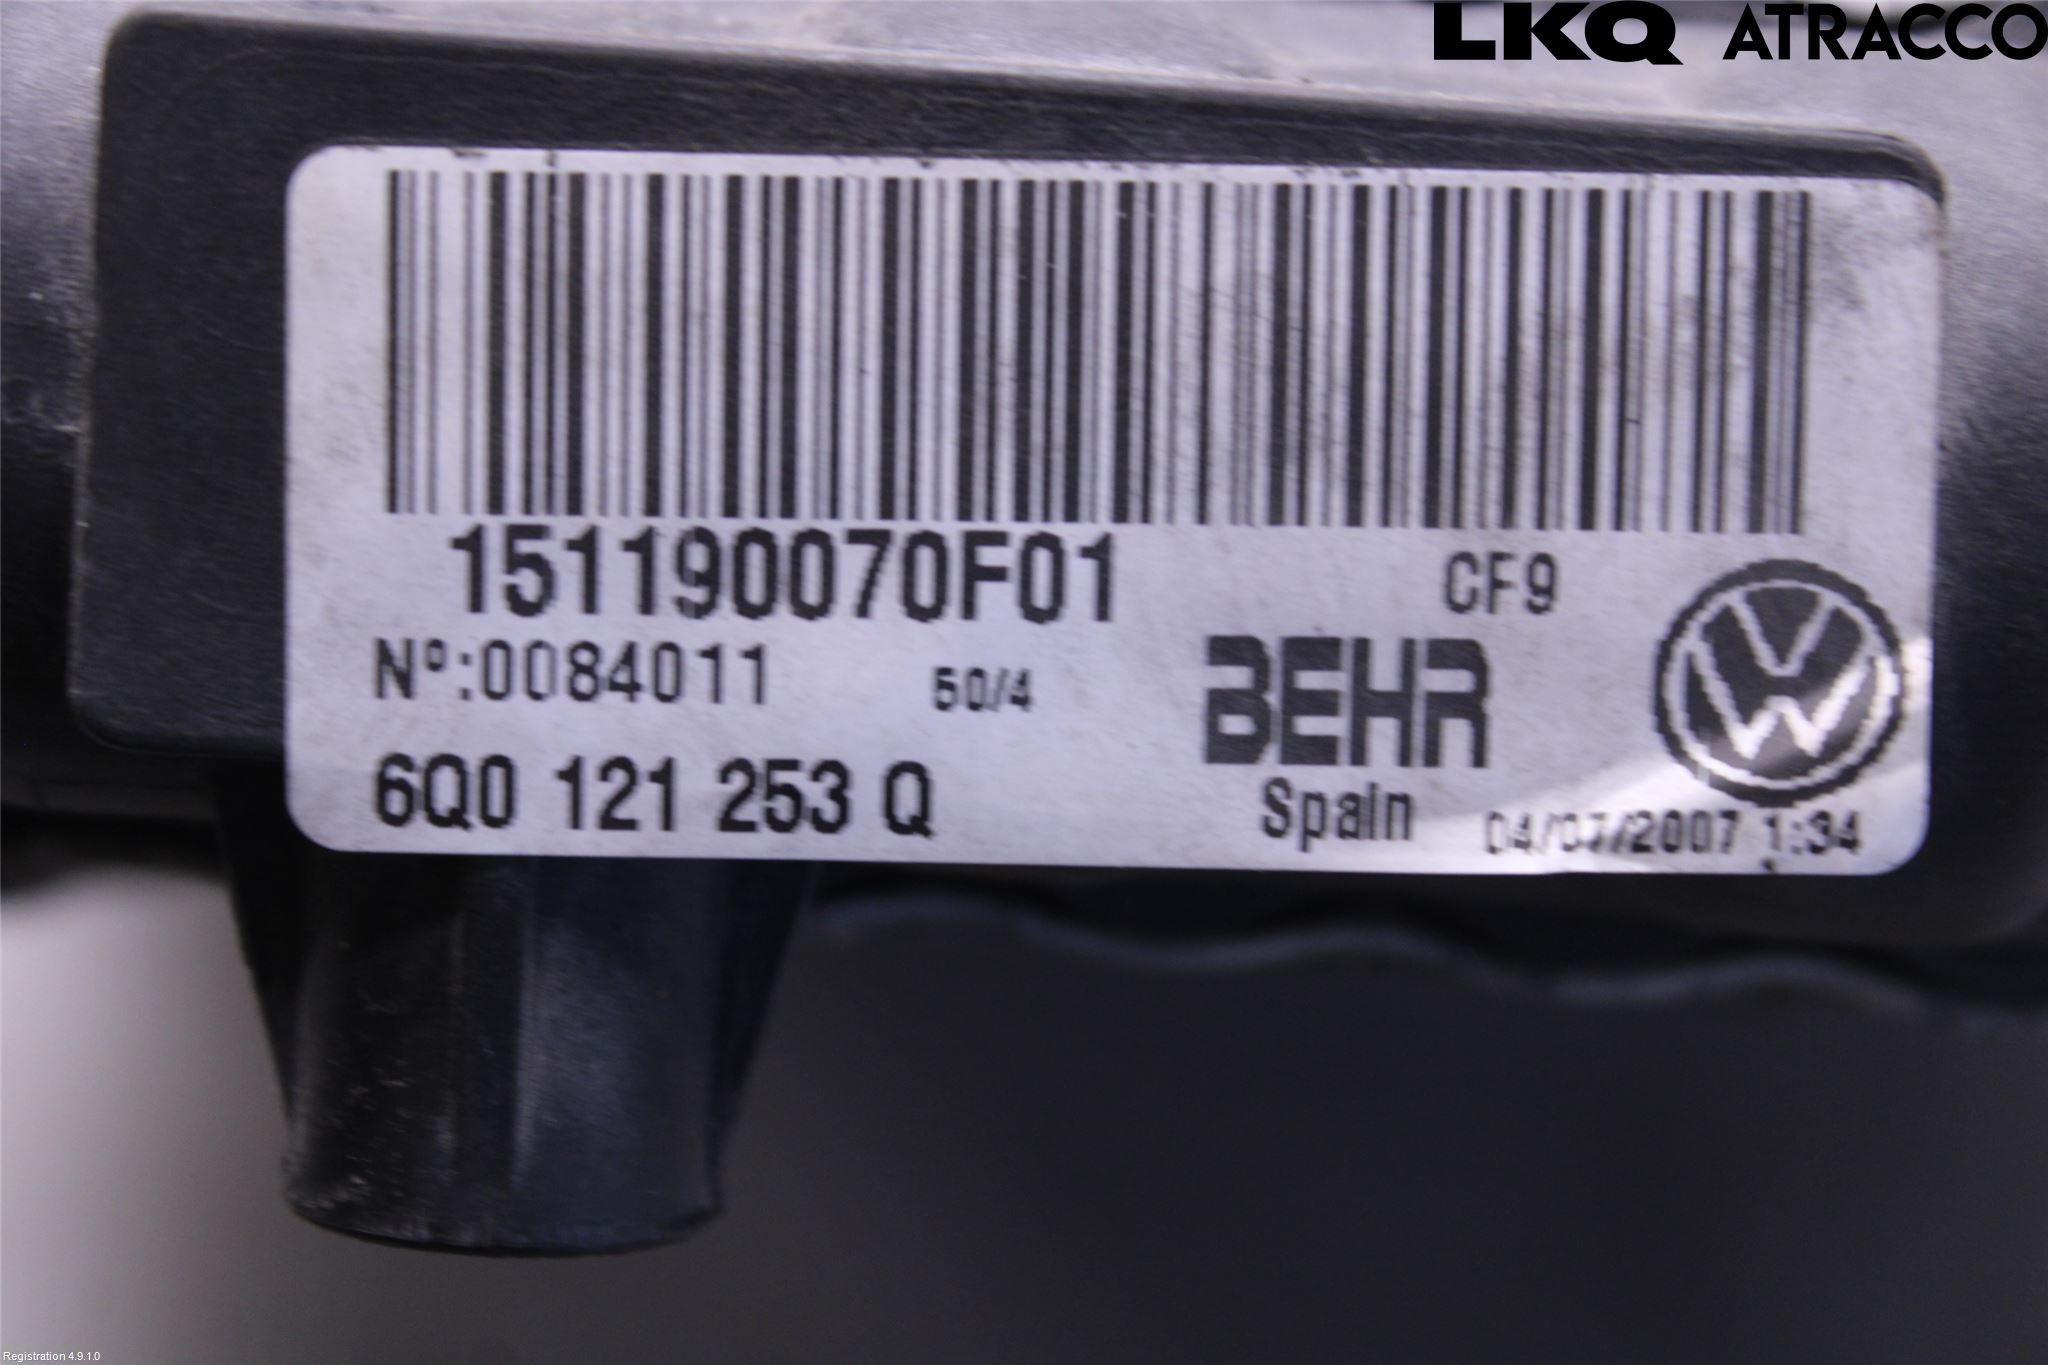 LKQ ATRACCO
151190070F01 CF9
Nº:0084011 50/4 BEHR
6Q0 121 253 Q Spain 04/07/2007 1:34
Registration 4.9.1.0